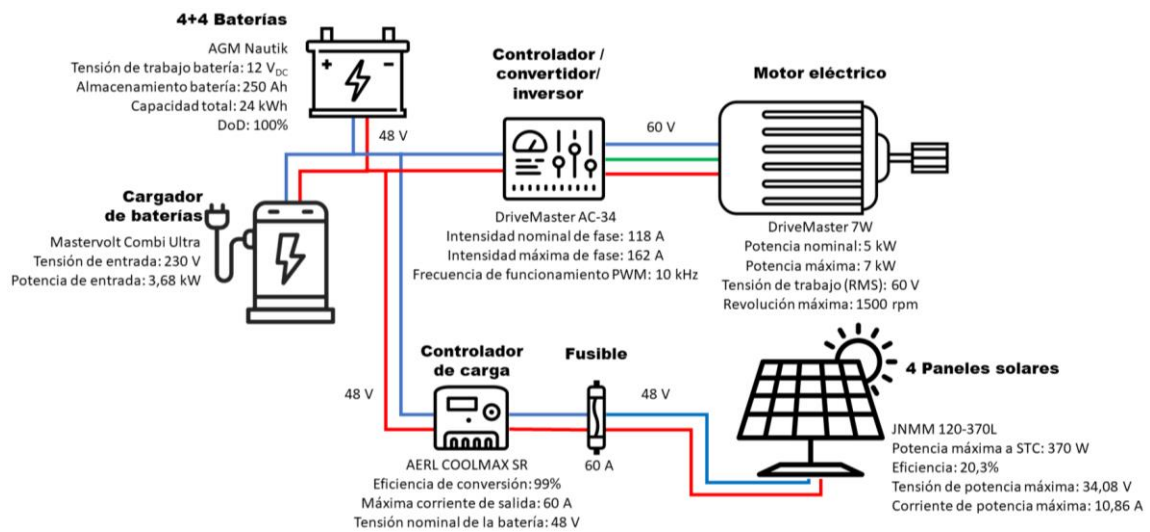 4+4 Baterías
AGM Nautik
Tensión de trabajo batería: 12 VDC
Almacenamiento batería: 250 Ah
Capacidad total: 24 kWh
DoD: 100%
+ -
48 V
Controlador /
convertidor/
inversor
60 V
Motor eléctrico
Cargador
de baterías
Mastervolt Combi Ultra
Tensión de entrada: 230 V
Potencia de entrada: 3,68 kW
DriveMaster AC-34
Intensidad nominal de fase: 118 A
Intensidad máxima de fase: 162 A
Frecuencia de funcionamiento PWM: 10 kHz
DriveMaster 7W
Potencia nominal: 5 kW
Potencia máxima: 7 kW
Tensión de trabajo (RMS): 60 V
Revolución máxima: 1500 rpm
48 V
Controlador
de carga
Fusible
48 V
4 Paneles solares
AERL COOLMAX SR
Eficiencia de conversión: 99%
Máxima corriente de salida: 60 A
Tensión nominal de la batería: 48 V
60 A
JNMM 120-370L
Potencia máxima a STC: 370 W
Eficiencia: 20,3%
Tensión de potencia máxima: 34,08 V
Corriente de potencia máxima: 10,86 A